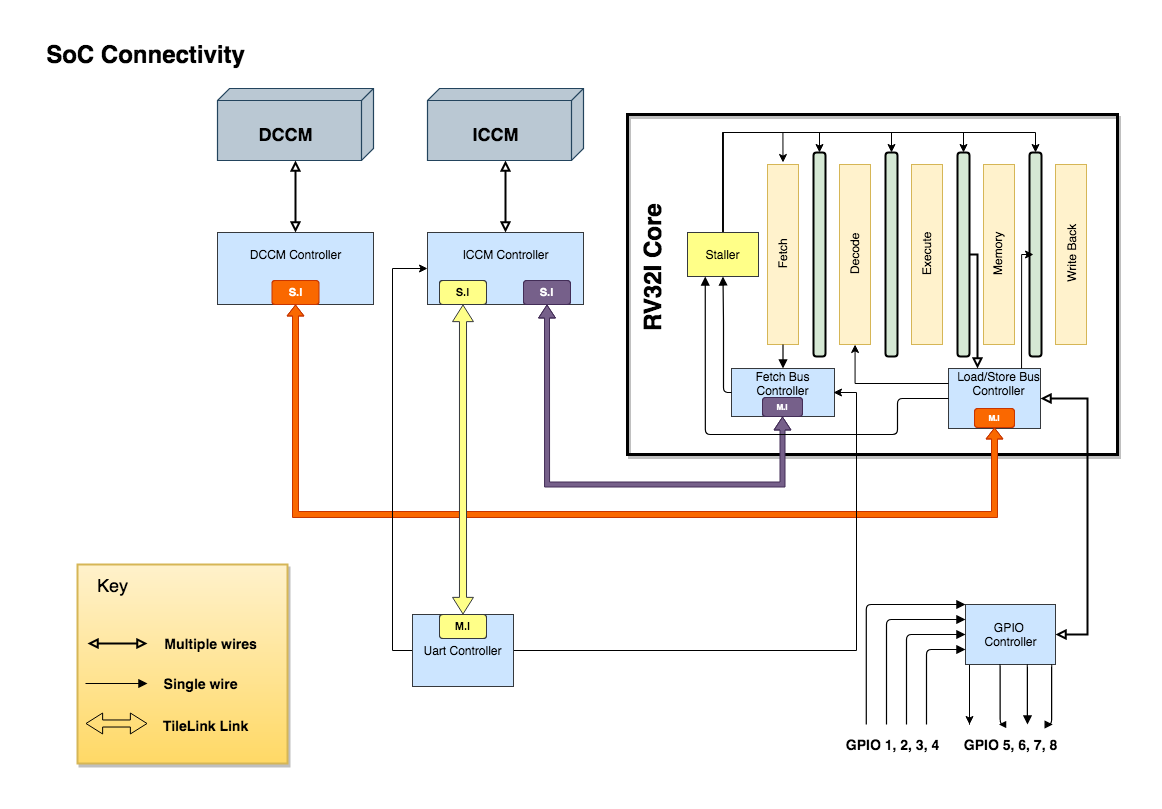 SoC Connectivity
DCCM
ICCM
DCCM Controller
S.I
ICCM Controller
S.I
S.I
RV32I Core
Staller
Fetch
Decode
Execute
Memory
Write Back
Fetch Bus
Controller
M.I
Load/Store Bus
Controller
M.I
Key
Multiple wires
Single wire
TileLink Link
M.I
Uart Controller
GPIO
Controller
GPIO 1, 2, 3, 4
GPIO 5, 6, 7, 8